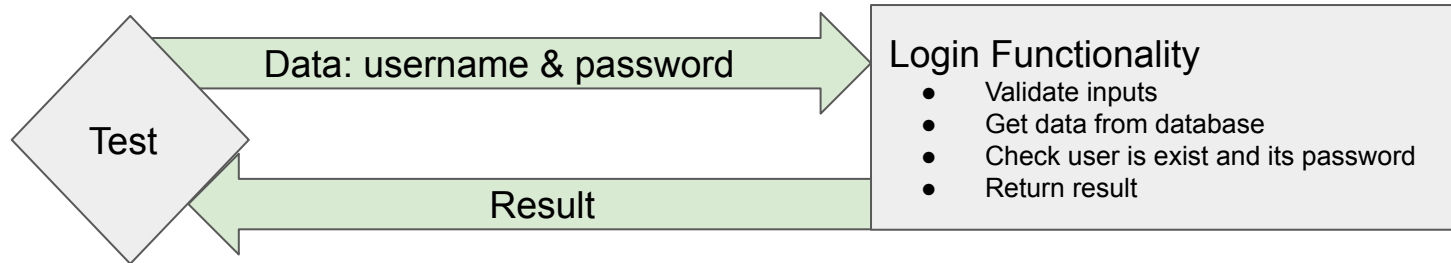 Test
Data: username & password
Login Functionality
● Validate inputs
● Get data from database
● Check user is exist and its password
● Return result
Result